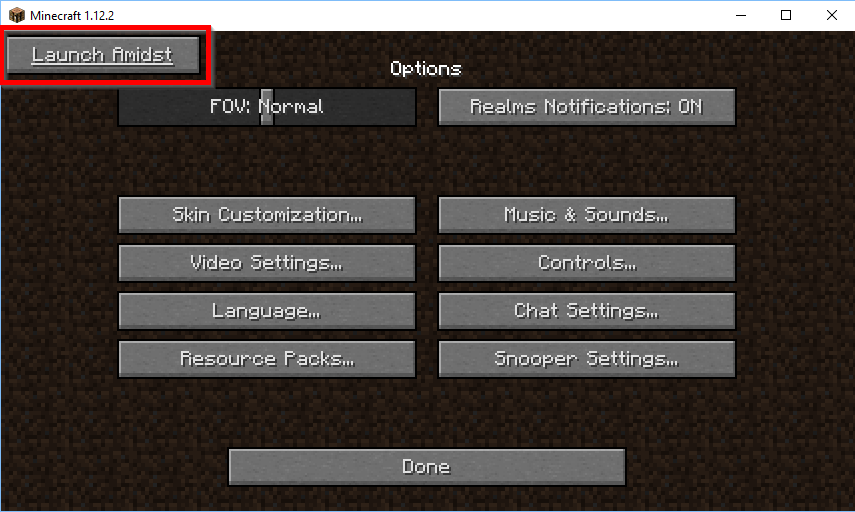 Minecraft 1.12.2
Launch Amidst
Options
FOV: Normal
Realms Notifications: ON
Skin Customization...
Music & Sounds...
Video Settings...
Controls...
Language...
Chat Settings...
Resource Packs...
Snooper Settings...
Done